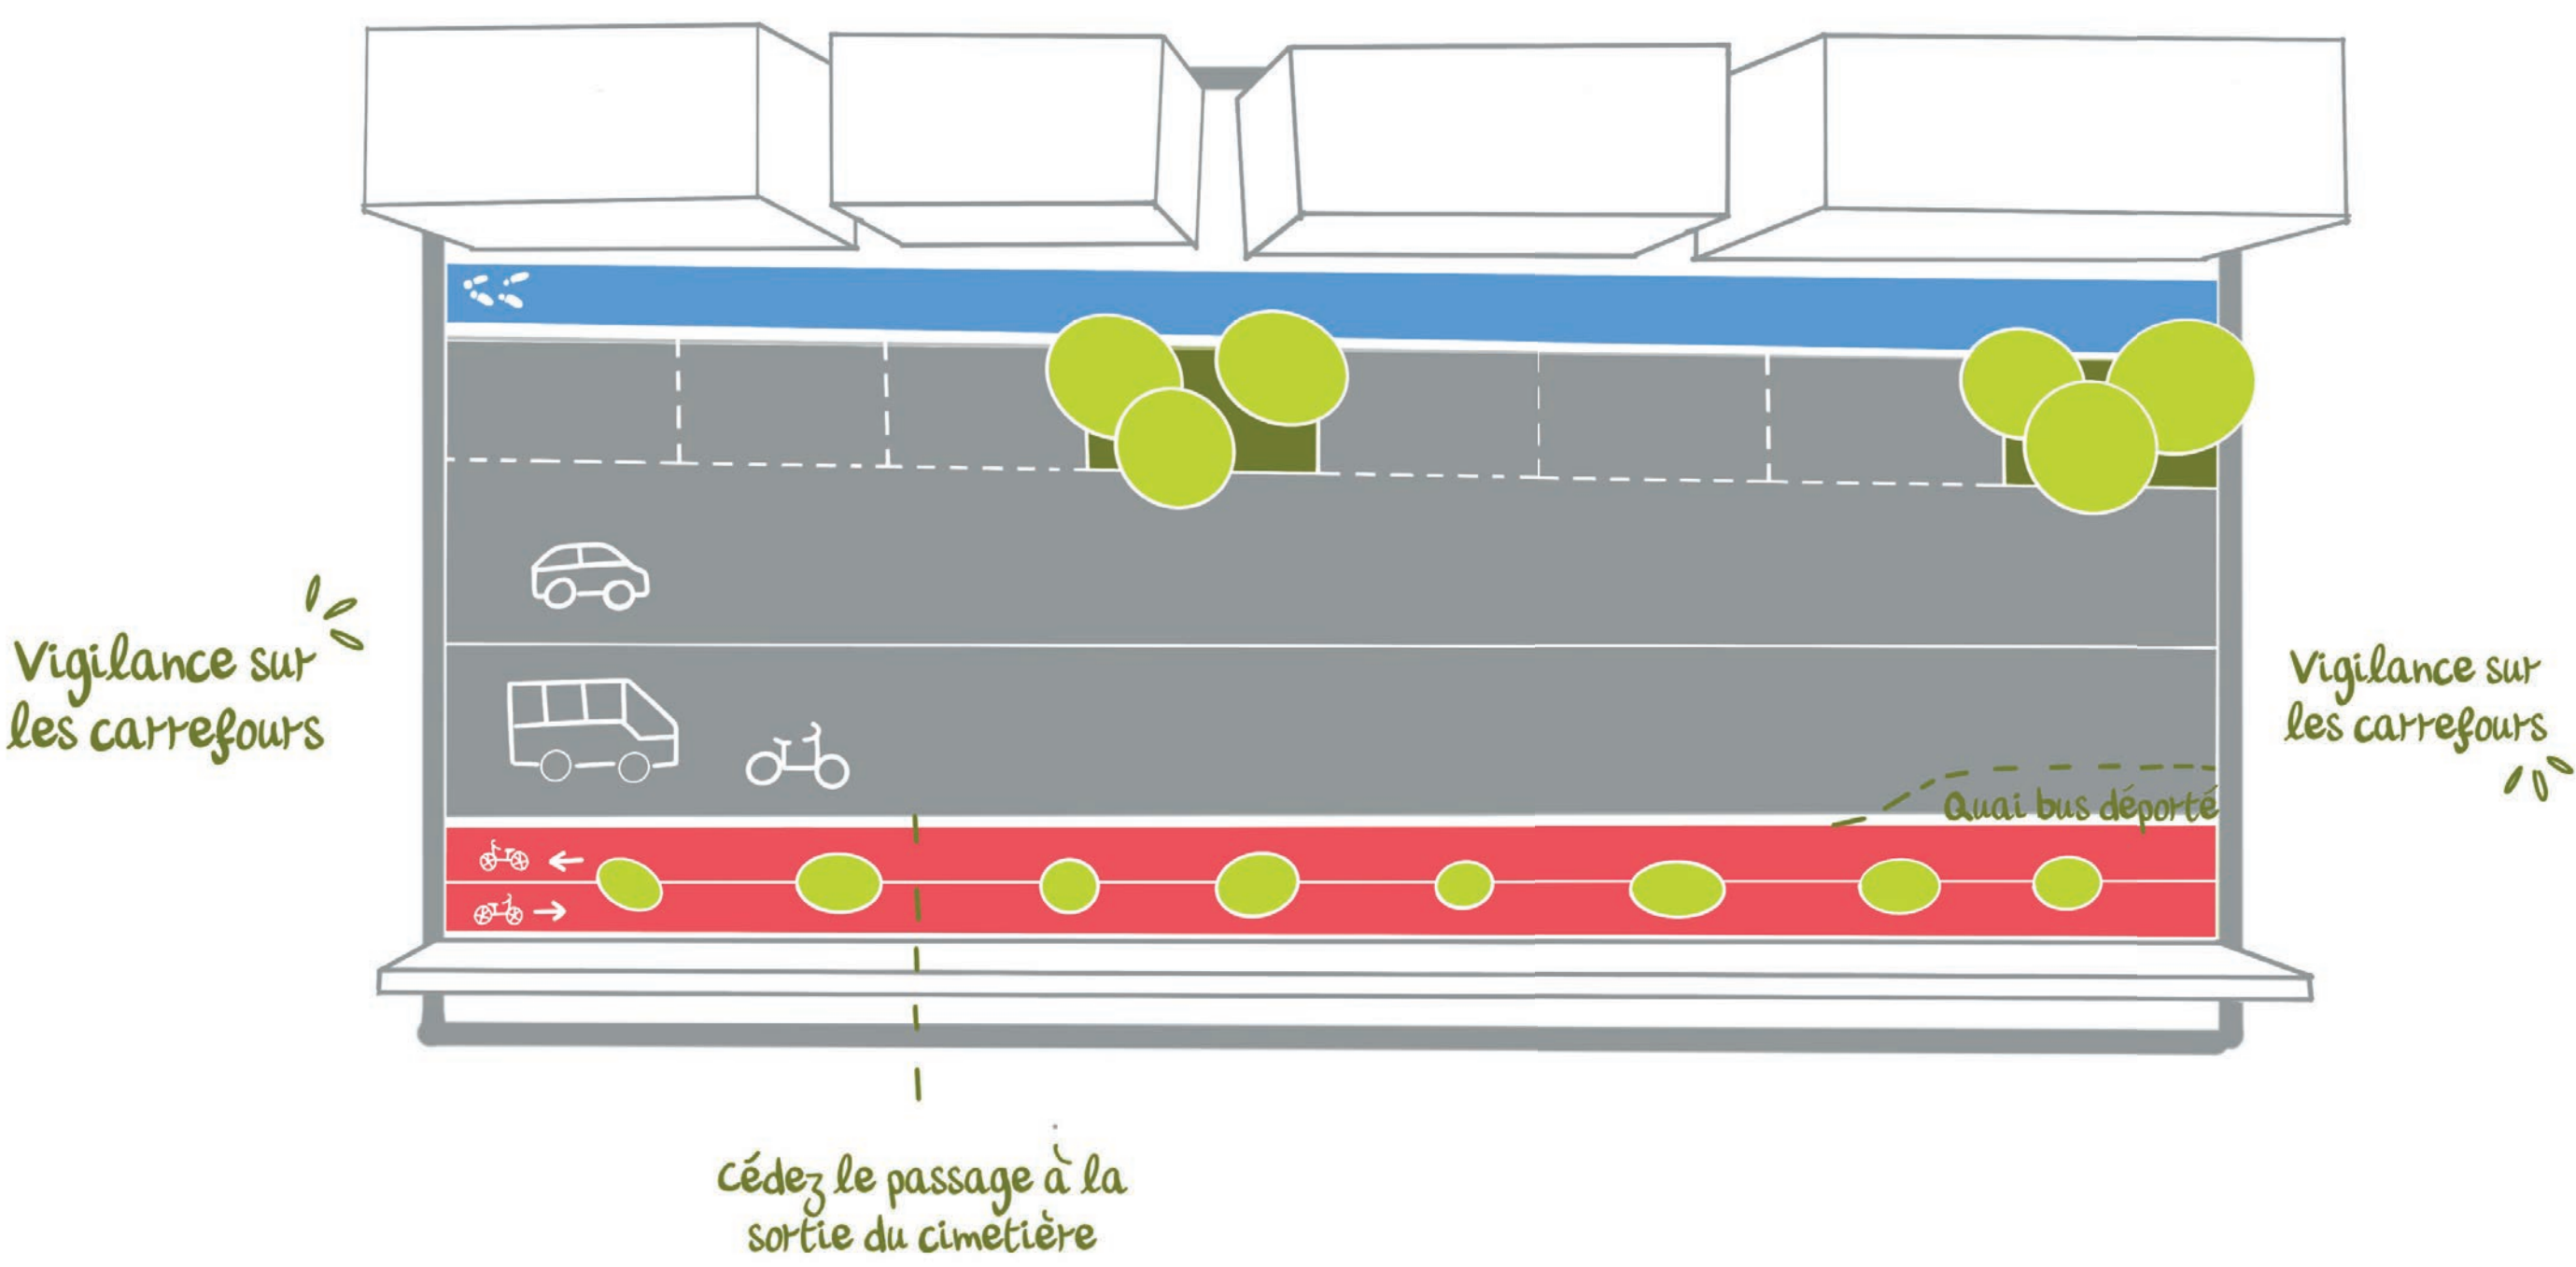 Vigilance sur
les carrefours
Vigilance sur
les carrefours
Quai bus déporté
Cédez le passage à la
sortie du cimetière